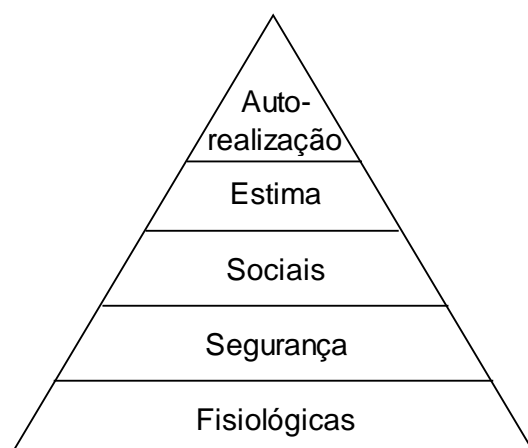 Auto-
realização
Estima
Sociais
Segurança
Fisiológicas